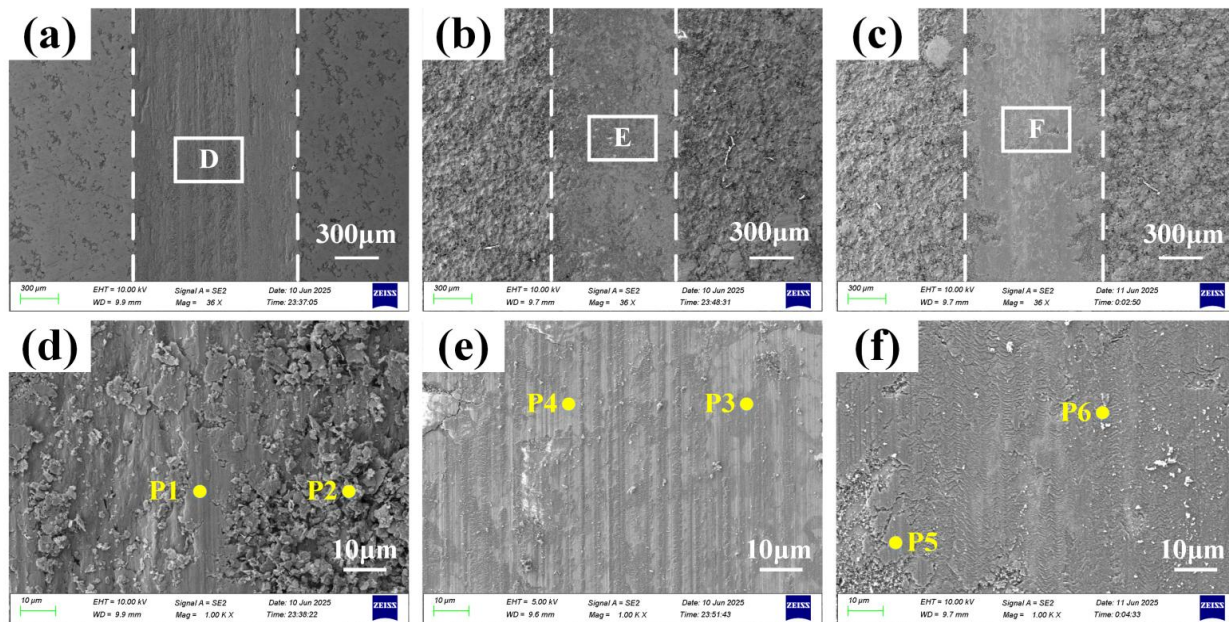 (a)
D
300μm
300 μm
EHT = 10.00 kV
Signal A = SE2
Date: 10 Jun 2025
WD = 9.9 mm
Mag = 36 X
Time: 23:37:05
ZEISS
(b)
E
300μm
300 μm
EHT = 10.00 kV
Signal A = SE2
Date: 10 Jun 2025
WD = 9.7 mm
Mag = 36 X
Time: 23:48:31
ZEISS
(c)
F
300μm
300 μm
EHT = 10.00 kV
Signal A = SE2
Date: 11 Jun 2025
WD = 9.7 mm
Mag = 36 X
Time: 0:02:50
ZEISS
(d)
P1
P2
10μm
10 μm
EHT = 10.00 kV
Signal A = SE2
Date: 10 Jun 2025
WD = 9.9 mm
Mag = 1.00 K X
Time: 23:38:22
ZEISS
(e)
P4
P3
10μm
10 μm
EHT = 5.00 kV
Signal A = SE2
Date: 10 Jun 2025
WD = 9.6 mm
Mag = 1.00 K X
Time: 23:51:43
ZEISS
(f)
P6
P5
10μm
10 μm
EHT = 10.00 kV
Signal A = SE2
Date: 11 Jun 2025
WD = 9.7 mm
Mag = 1.00 K X
Time: 0:04:33
ZEISS